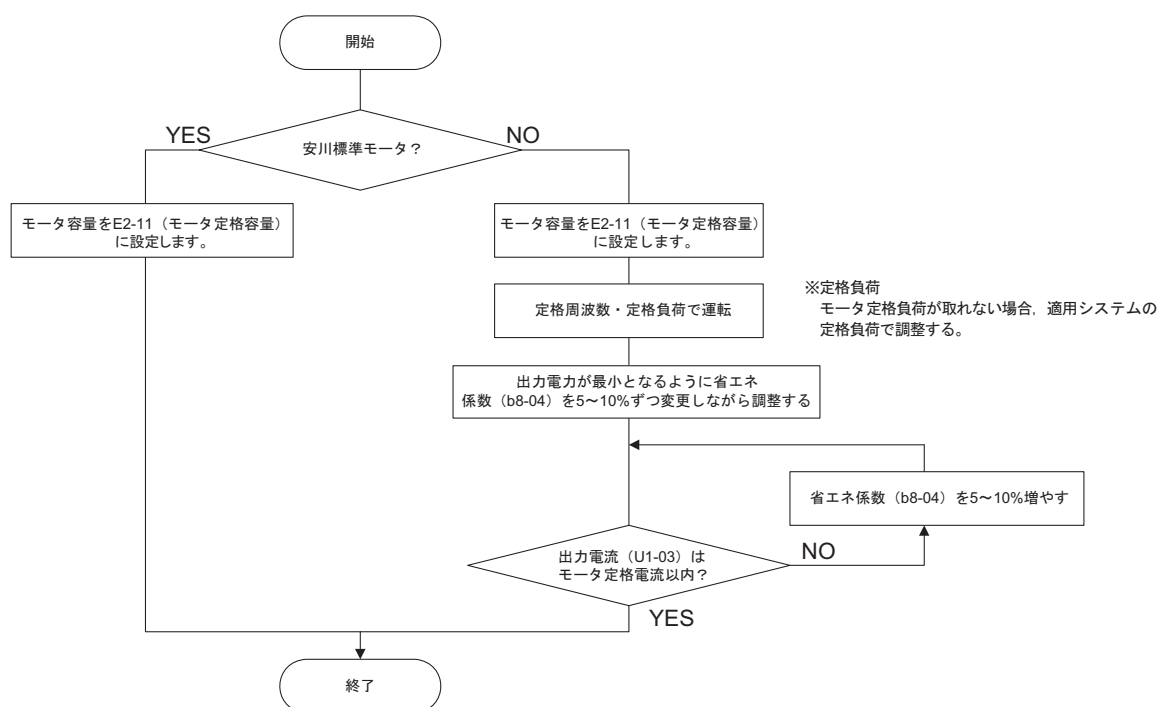 開始
YES
NO
安川標準モータ？
モータ容量をE2-11（モータ定格容量）
に設定します。
モータ容量をE2-11（モータ定格容量）
に設定します。
定格周波数・定格負荷で運転
※定格負荷
モータ定格負荷が取れない場合，適用システムの
定格負荷で調整する。
出力電力が最小となるように省エネ
係数（b8-04）を5～10%ずつ変更しながら調整する
省エネ係数（b8-04）を5～10%増やす
出力電流（U1-03）は
モータ定格電流以内？
NO
YES
終了